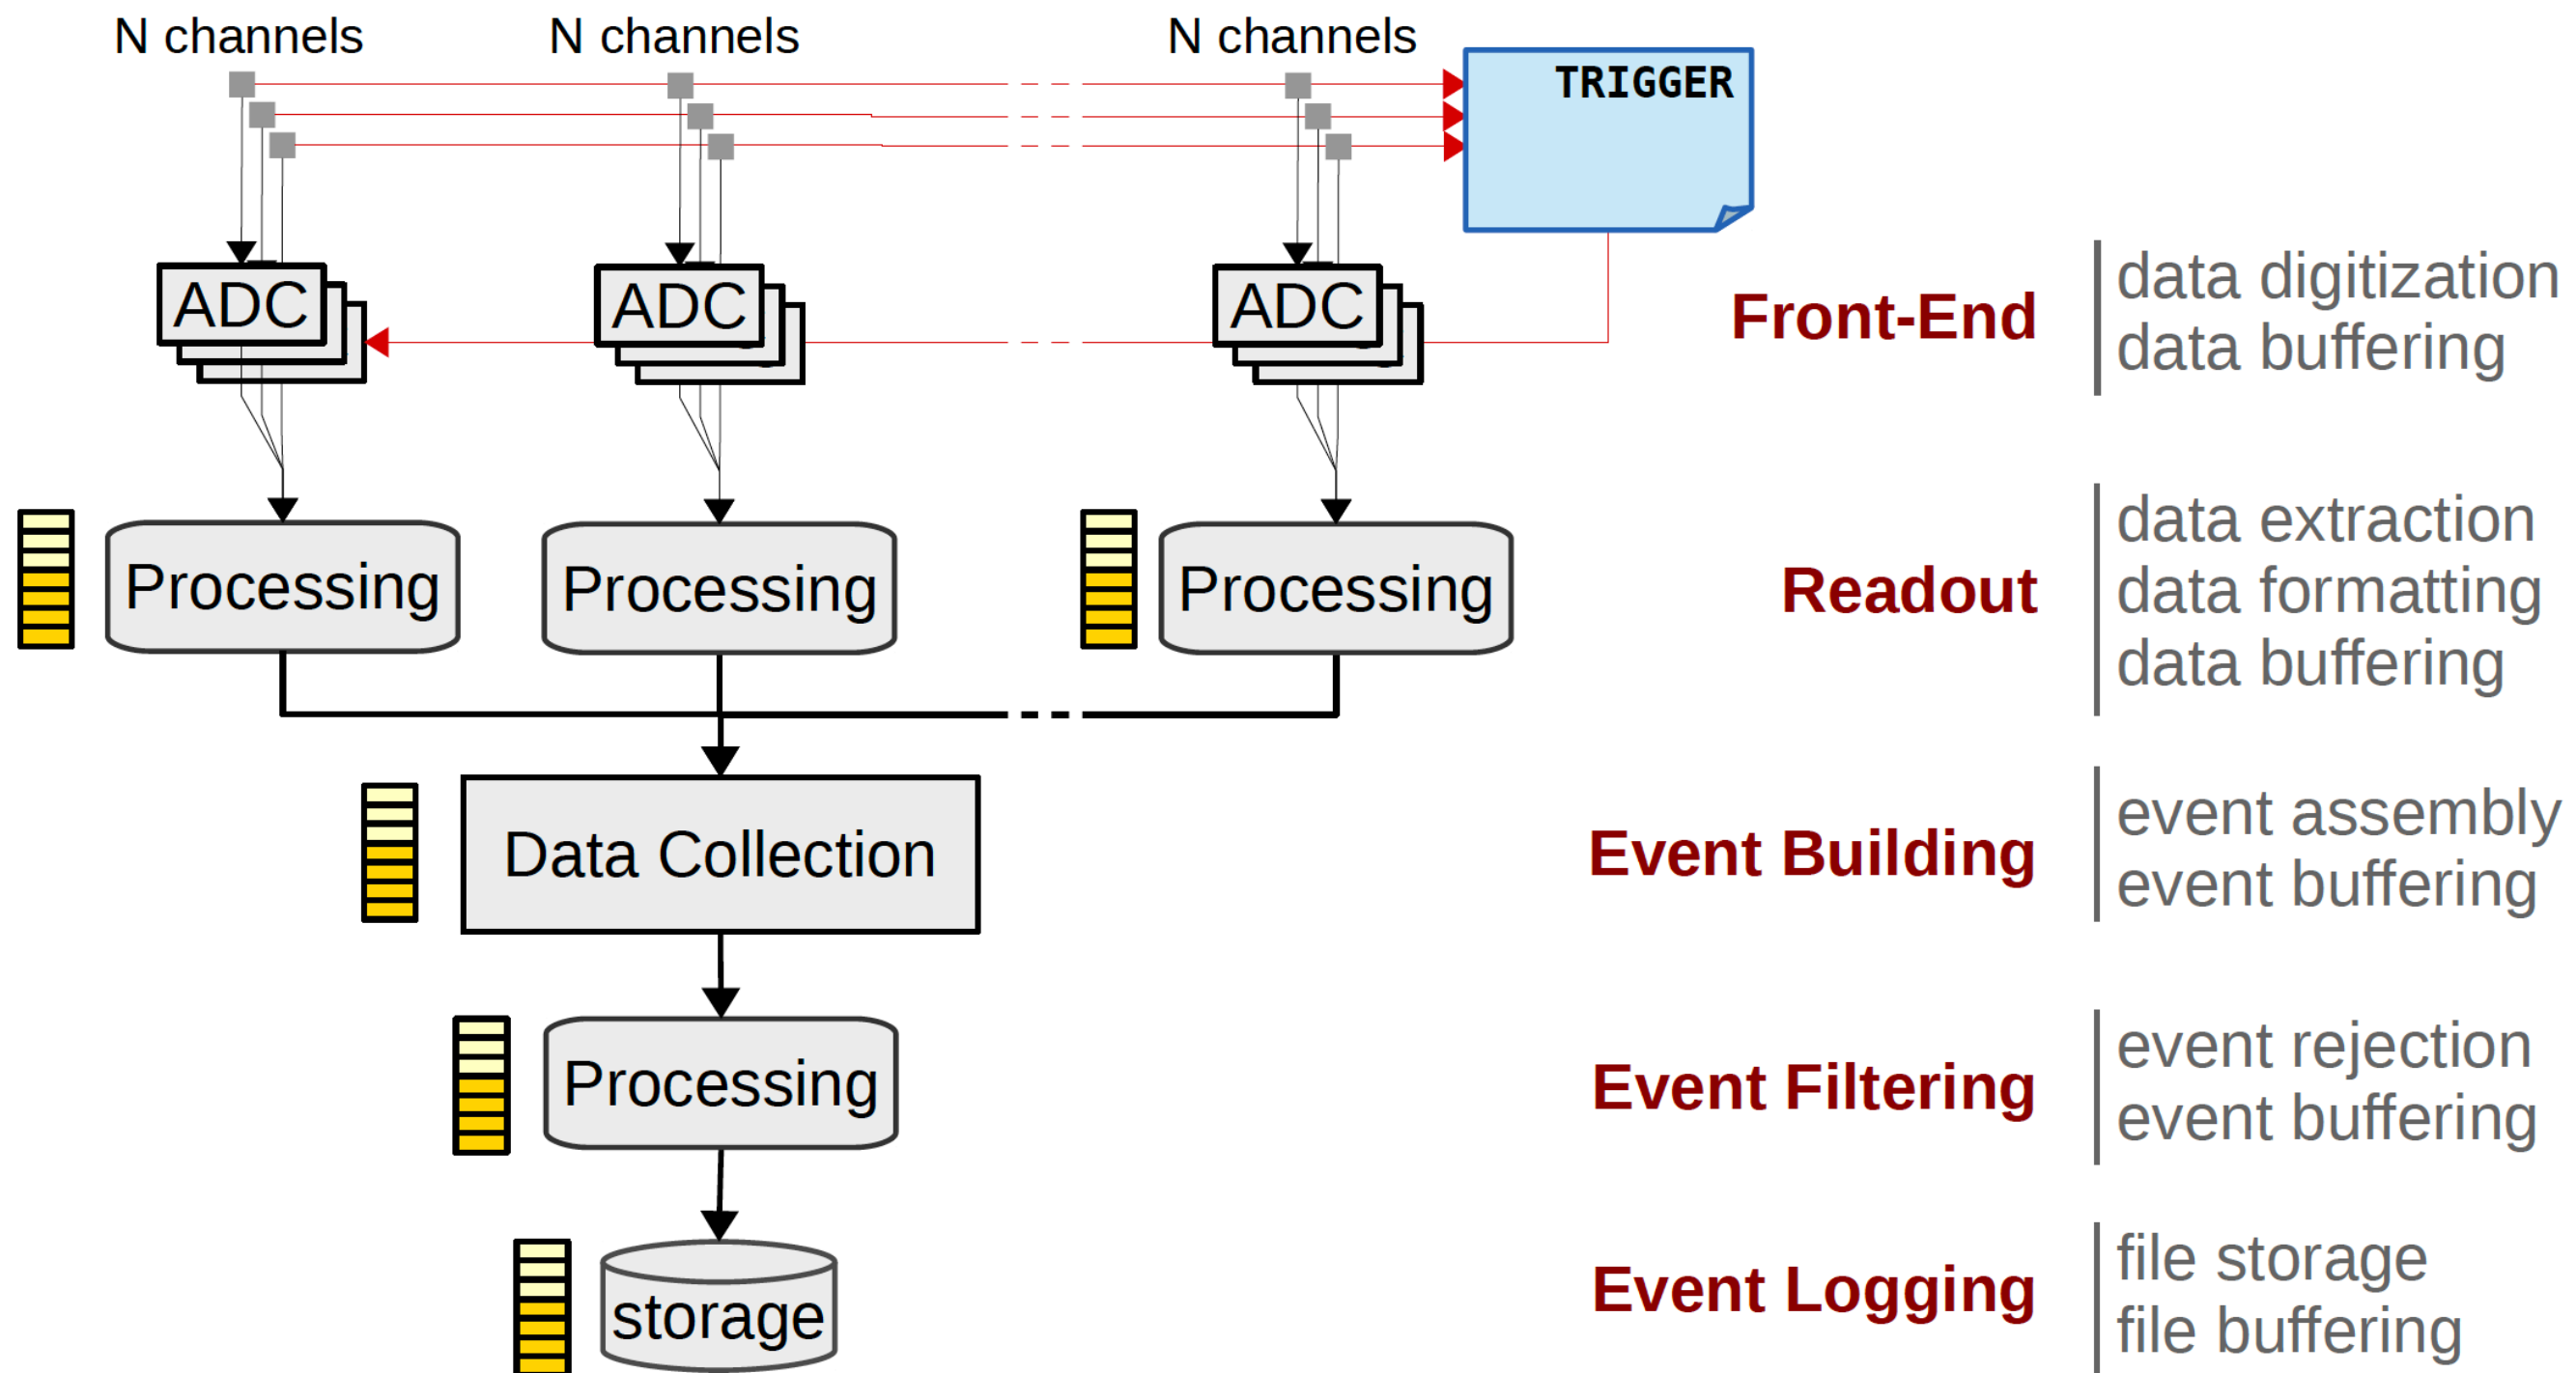 N channels
N channels
N channels
TRIGGER
ADC
ADC
ADC
Front-End
data digitization
data buffering
Processing
Processing
Processing
Readout
data extraction
data formatting
data buffering
Data Collection
Event Building
event assembly
event buffering
Processing
Event Filtering
event rejection
event buffering
storage
Event Logging
file storage
file buffering